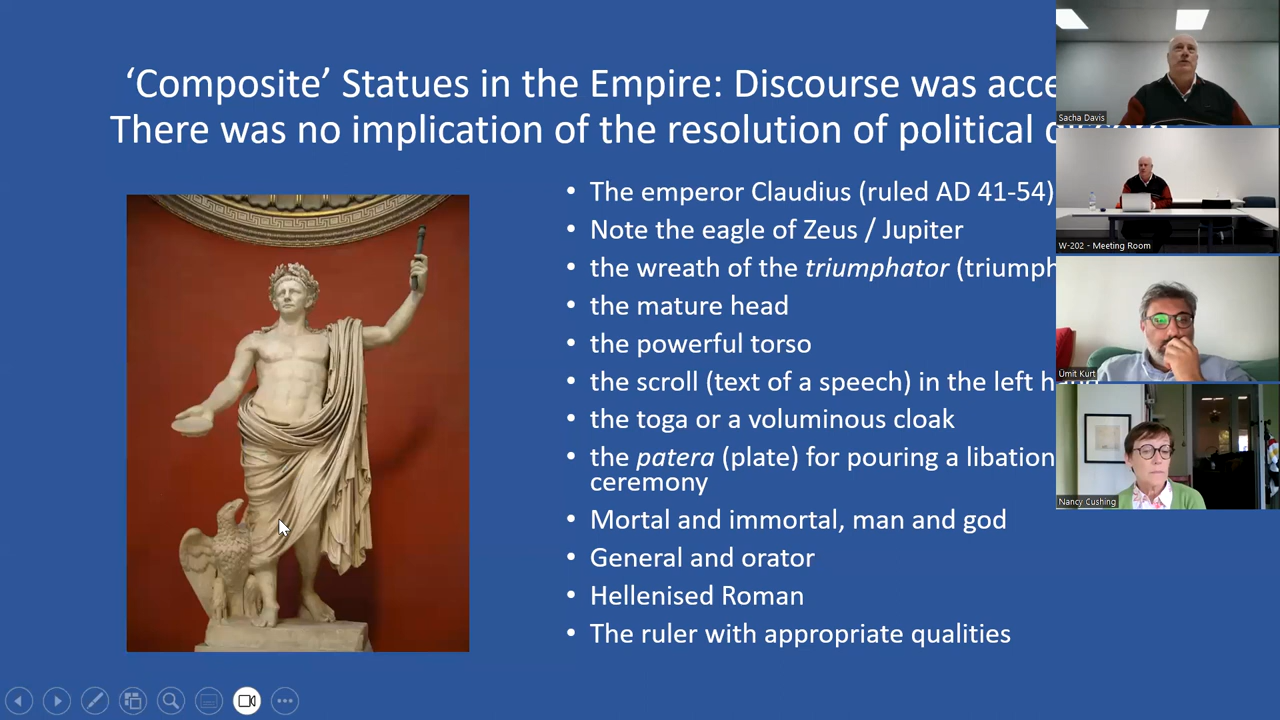 ‘Composite’ Statues in the Empire: Discourse was
There was no implication of the resolution of political
• The emperor Claudius (ruled AD 41-54)
• Note the eagle of Zeus / Jupiter
• the wreath of the triumphator
• the mature head
• the powerful torso
• the scroll (text of a speech) in the left
• the toga or a voluminous cloak
• the patera (plate) for pouring a libation
ceremony
• Mortal and immortal, man and god
• General and orator
• Hellenised Roman
• The ruler with appropriate qualities
Sacha Davis
W-202 - Meeting Room
Ümit Kurt
Nancy Cushing